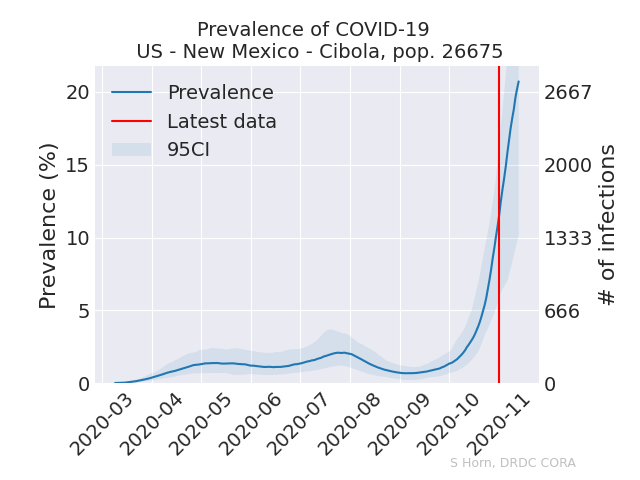 Prevalence of COVID-19
US - New Mexico - Cibola, pop. 26675
Prevalence
Latest data
95CI
Prevalence (%)
20
15
10
5
0
2667
2000
1333
666
0
# of infections
2020-03
2020-04
2020-05
2020-06
2020-07
2020-08
2020-09
2020-10
2020-11
S Horn, DRDC CORA